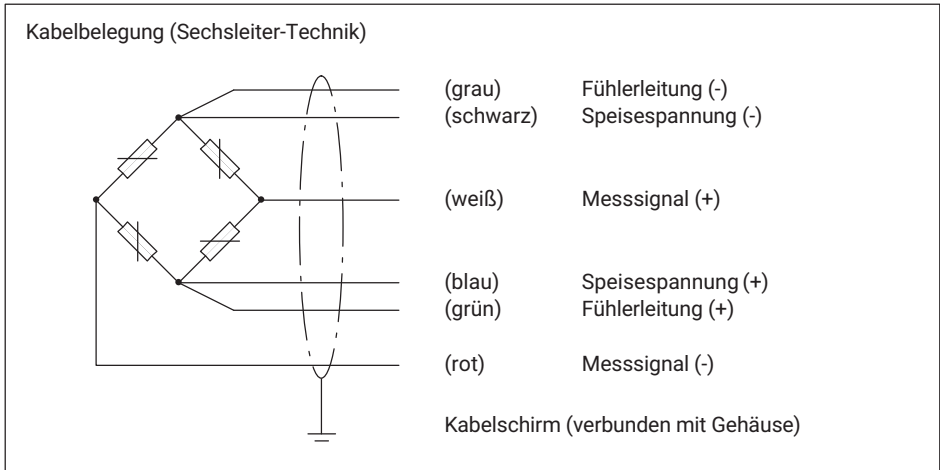 Kabelbelegung (Sechsleiter-Technik)
(grau) Fühlerleitung (-)
(schwarz) Speisespannung (-)
(weiß) Messsignal (+)
(blau) Speisespannung (+)
(grün) Fühlerleitung (+)
(rot) Messsignal (-)
Kabelschirm (verbunden mit Gehäuse)